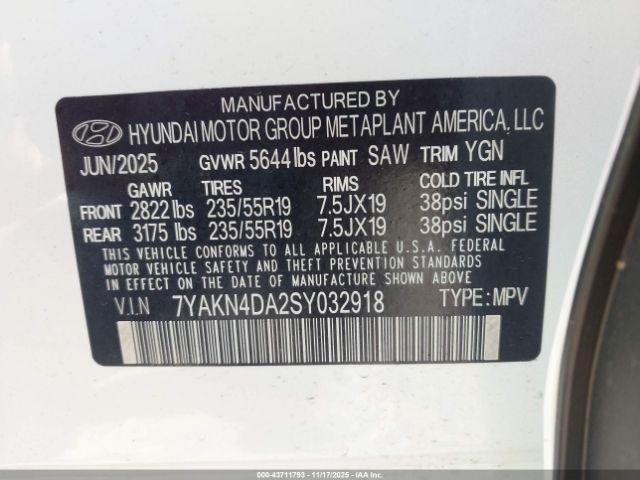 MANUFACTURED BY
HYUNDAI MOTOR GROUP METAPLANT AMERICA, LLC
JUN/2025 GVWR 5644 lbs PAINT SAW TRIM YGN
GAWR TIRES RIMS COLD TIRE INFL
FRONT 2822 lbs 235/55R19 7.5JX19 38psi SINGLE
REAR 3175 lbs 235/55R19 7.5JX19 38psi SINGLE
THIS VEHICLE CONFORMS TO ALL APPLICABLE U.S.A. FEDERAL
MOTOR VEHICLE SAFETY AND THEFT PREVENTION STANDARDS IN
EFFECT ON THE DATE OF MANUFACTURE SHOWN ABOVE.
V.I.N 7YAKN4DA2SY032918 TYPE: MPV
000-43711793 - 11/17/2025 - IAA